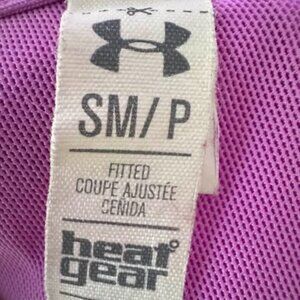 SM/P
FITTED
COUPE AJUSTÉE
CEÑIDA
heat
gear